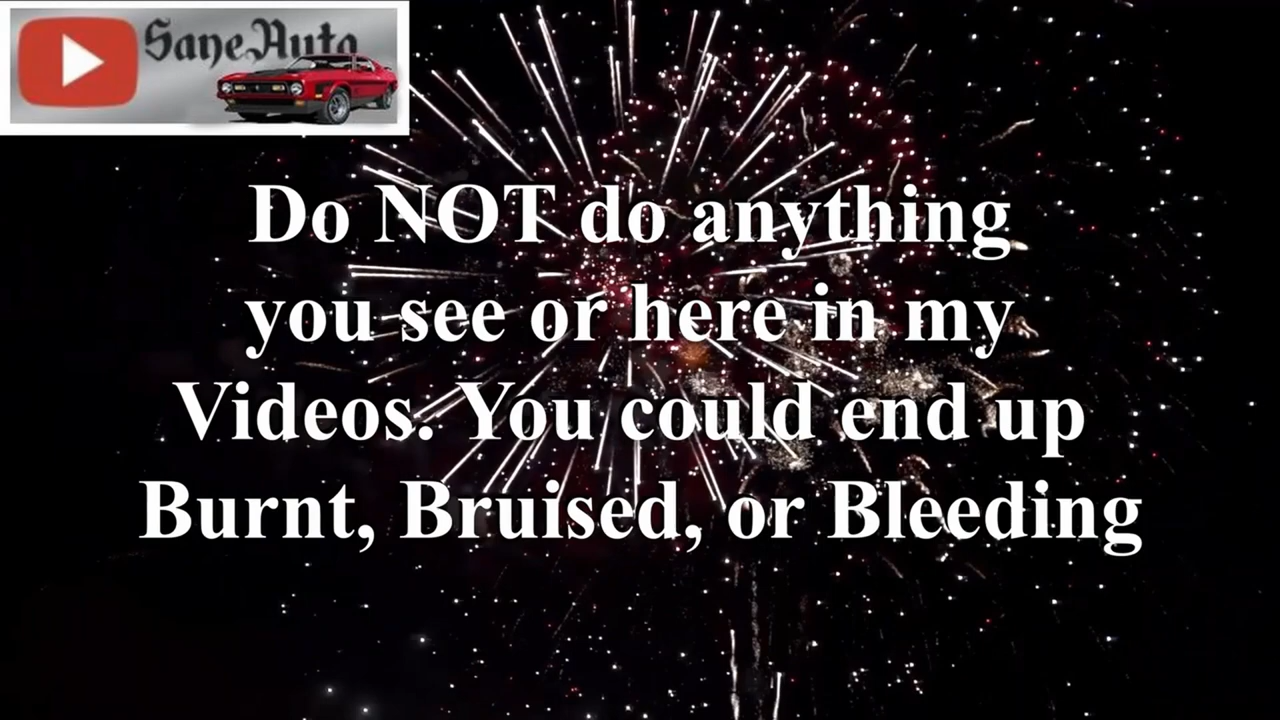 SaneAuto
Do NOT do anything
you see or here in my
Videos. You could end up
Burnt, Bruised, or Bleeding